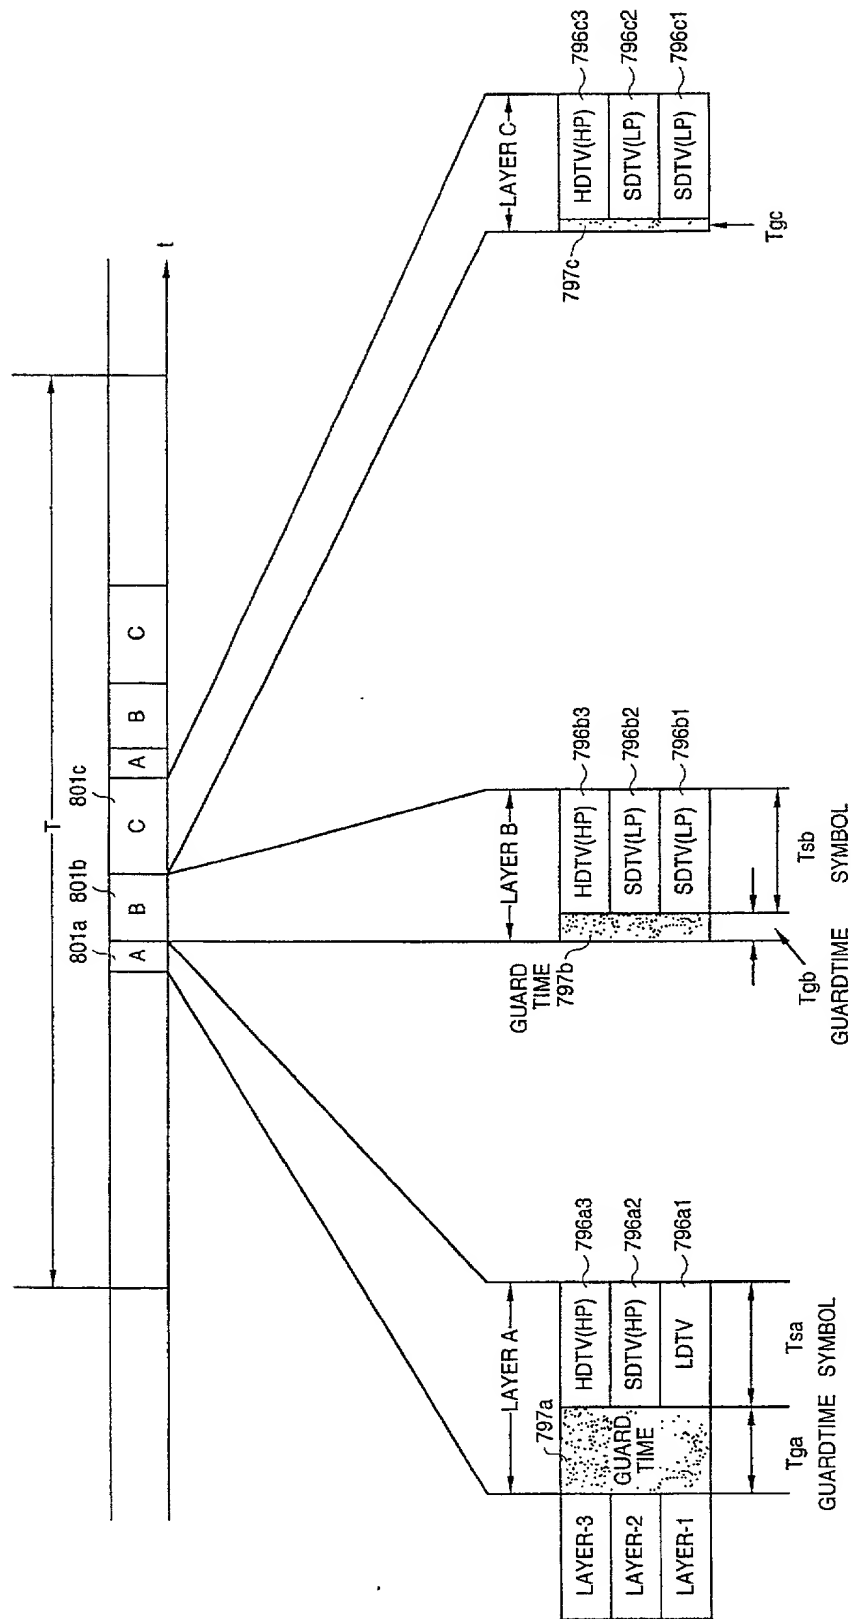 T
801a
801b
801c
A
B
C
A
B
C
t
LAYER A
LAYER B
LAYER C
797a
GUARD
TIME
797b
797c
LAYER-3
GUARD
TIME
HDTV(HP)
796a3
HDTV(HP)
796b3
HDTV(HP)
796c3
LAYER-2
SDTV(HP)
796a2
SDTV(LP)
796b2
SDTV(LP)
796c2
LAYER-1
LDTV
796a1
SDTV(LP)
796b1
SDTV(LP)
796c1
Tga
GUARDTIME
Tsa
SYMBOL
Tgb
GUARDTIME
Tsb
SYMBOL
Tgc